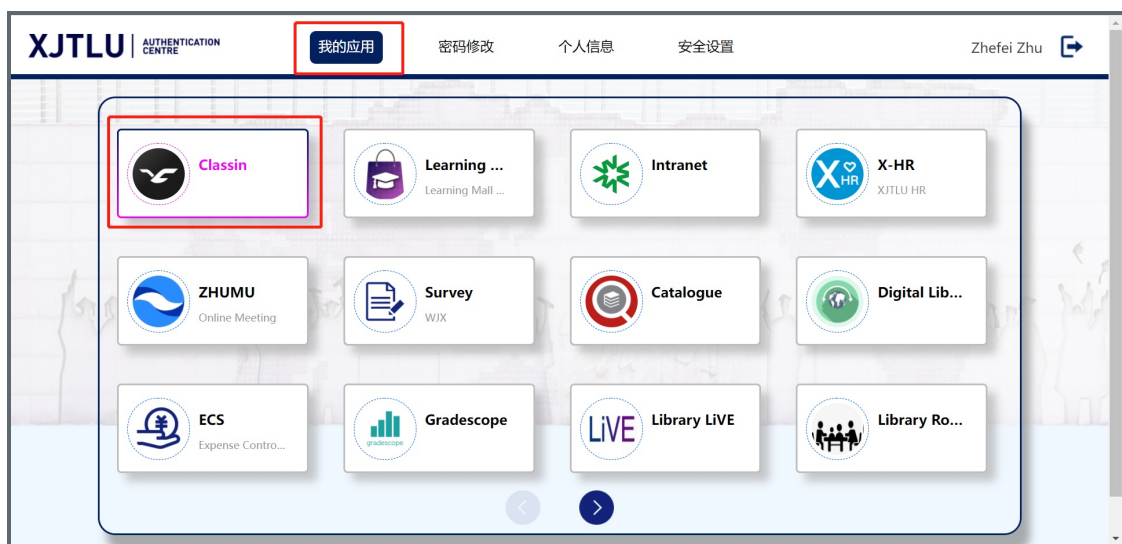 XJTLU AUTHENTICATION CENTRE 我的应用 密码修改 个人信息 安全设置 Zhefei Zhu
Classin
Learning ...
Learning Mall ...
Intranet
X HR
X-HR
XJTLU HR
ZHUMU
Online Meeting
Survey
WJX
Catalogue
Digital Lib...
ECS
Expense Contro...
gradescope
Gradescope
LiVE
Library LiVE
Library Ro...